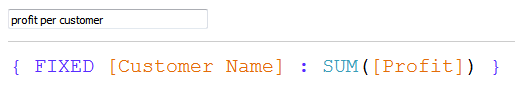 profit per customer
{ FIXED [Customer Name] : SUM([Profit]) }